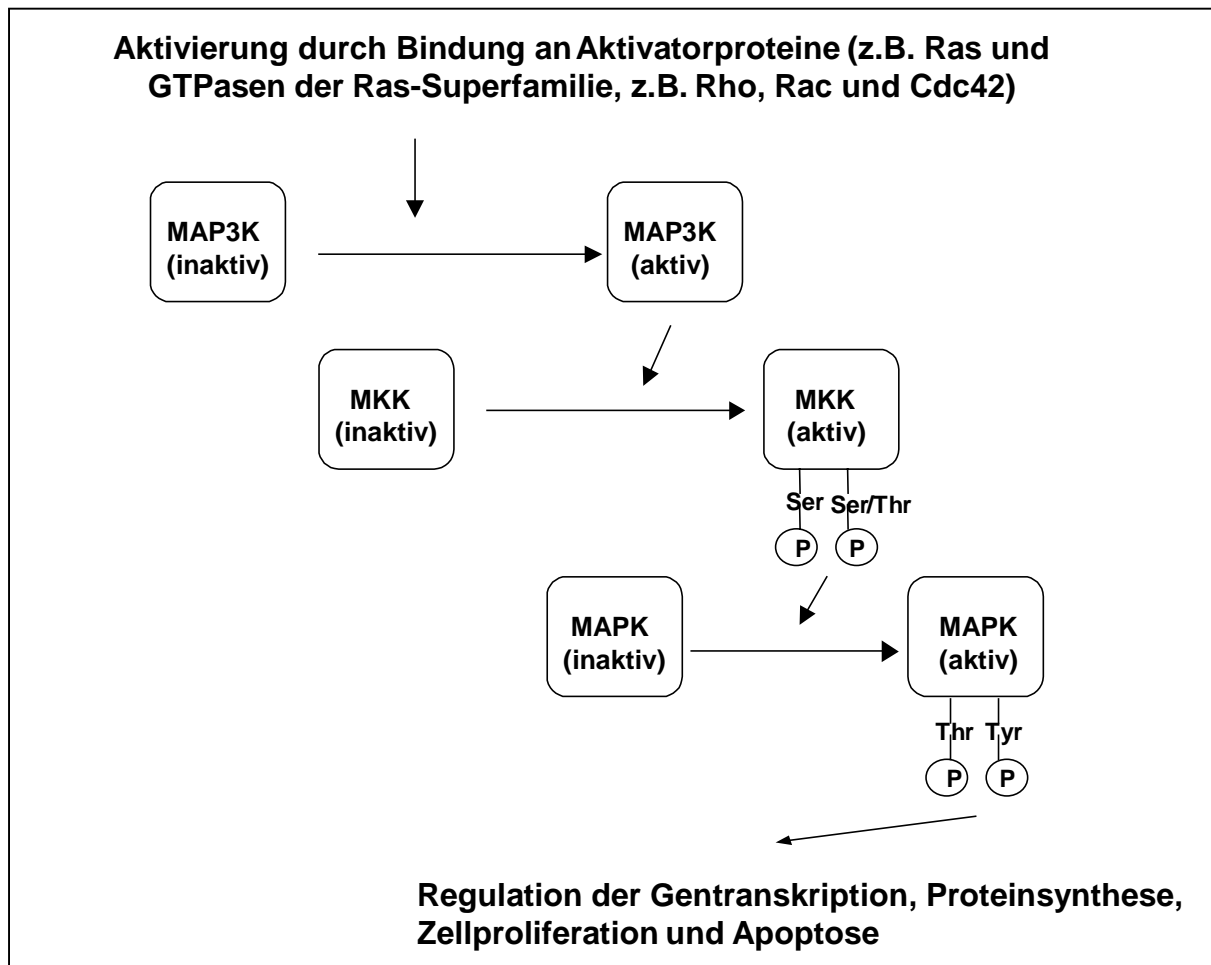 Aktivierung durch Bindung an Aktivatorproteine (z.B. Ras und
GTPasen der Ras-Superfamilie, z.B. Rho, Rac und Cdc42)
MAP3K
(inaktiv)
MAP3K
(aktiv)
MKK
(inaktiv)
MKK
(aktiv)
Ser Ser/Thr
P P
MAPK
(inaktiv)
MAPK
(aktiv)
Thr Tyr
P P
Regulation der Gentranskription, Proteinsynthese,
Zellproliferation und Apoptose